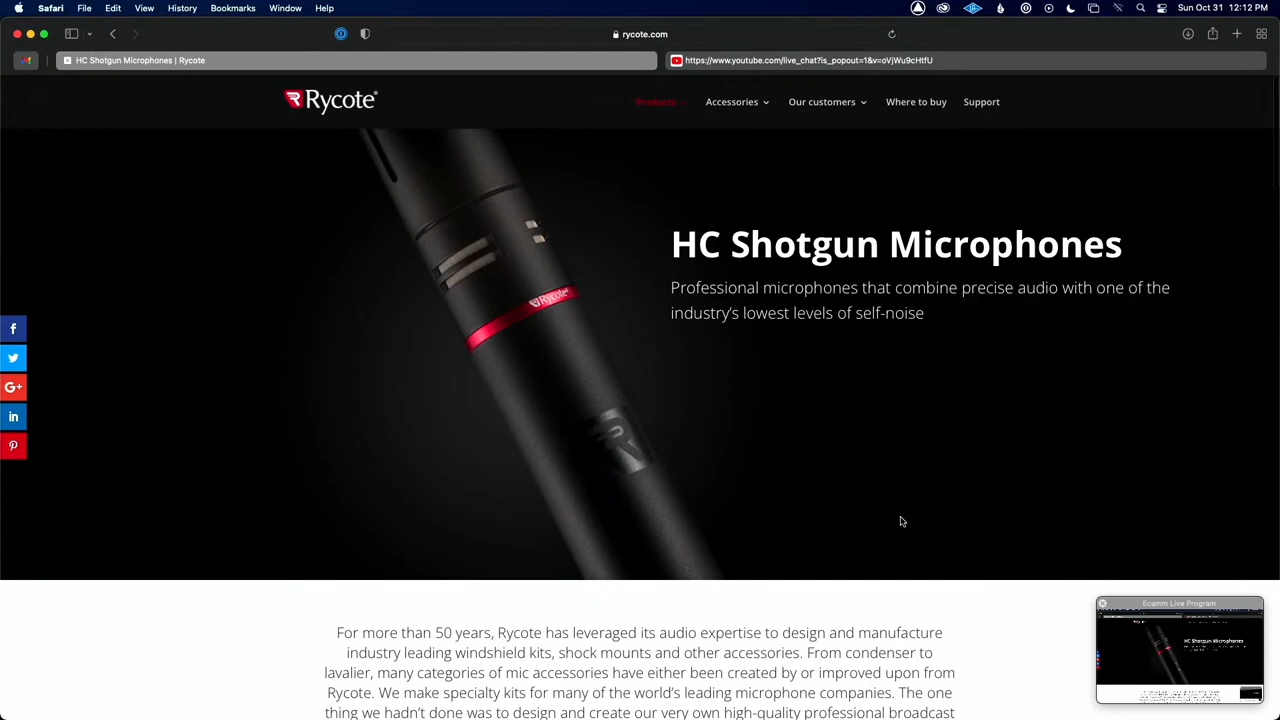 Safari File Edit View History Bookmarks Window Help
Sun Oct 31 12:12 PM
rycote.com
HC Shotgun Microphones | Rycote
https://www.youtube.com/live_chat?is_popout=1&v=oVjWu9cHtfU
Rycote®
Products Accessories Our customers Where to buy Support
Rycote
HC Shotgun Microphones
Professional microphones that combine precise audio with one of the
industry's lowest levels of self-noise
For more than 50 years, Rycote has leveraged its audio expertise to design and manufacture
industry leading windshields, shock mounts and other accessories. From condenser to
lavalier, many categories of mic accessories have either been created by or improved upon from
Rycote. We make specialty kits for many of the world's leading microphone companies. The one
thing we hadn't done was to design and create our very own high-quality professional broadcast
Ecamm Live Program
HC Shotgun Microphones